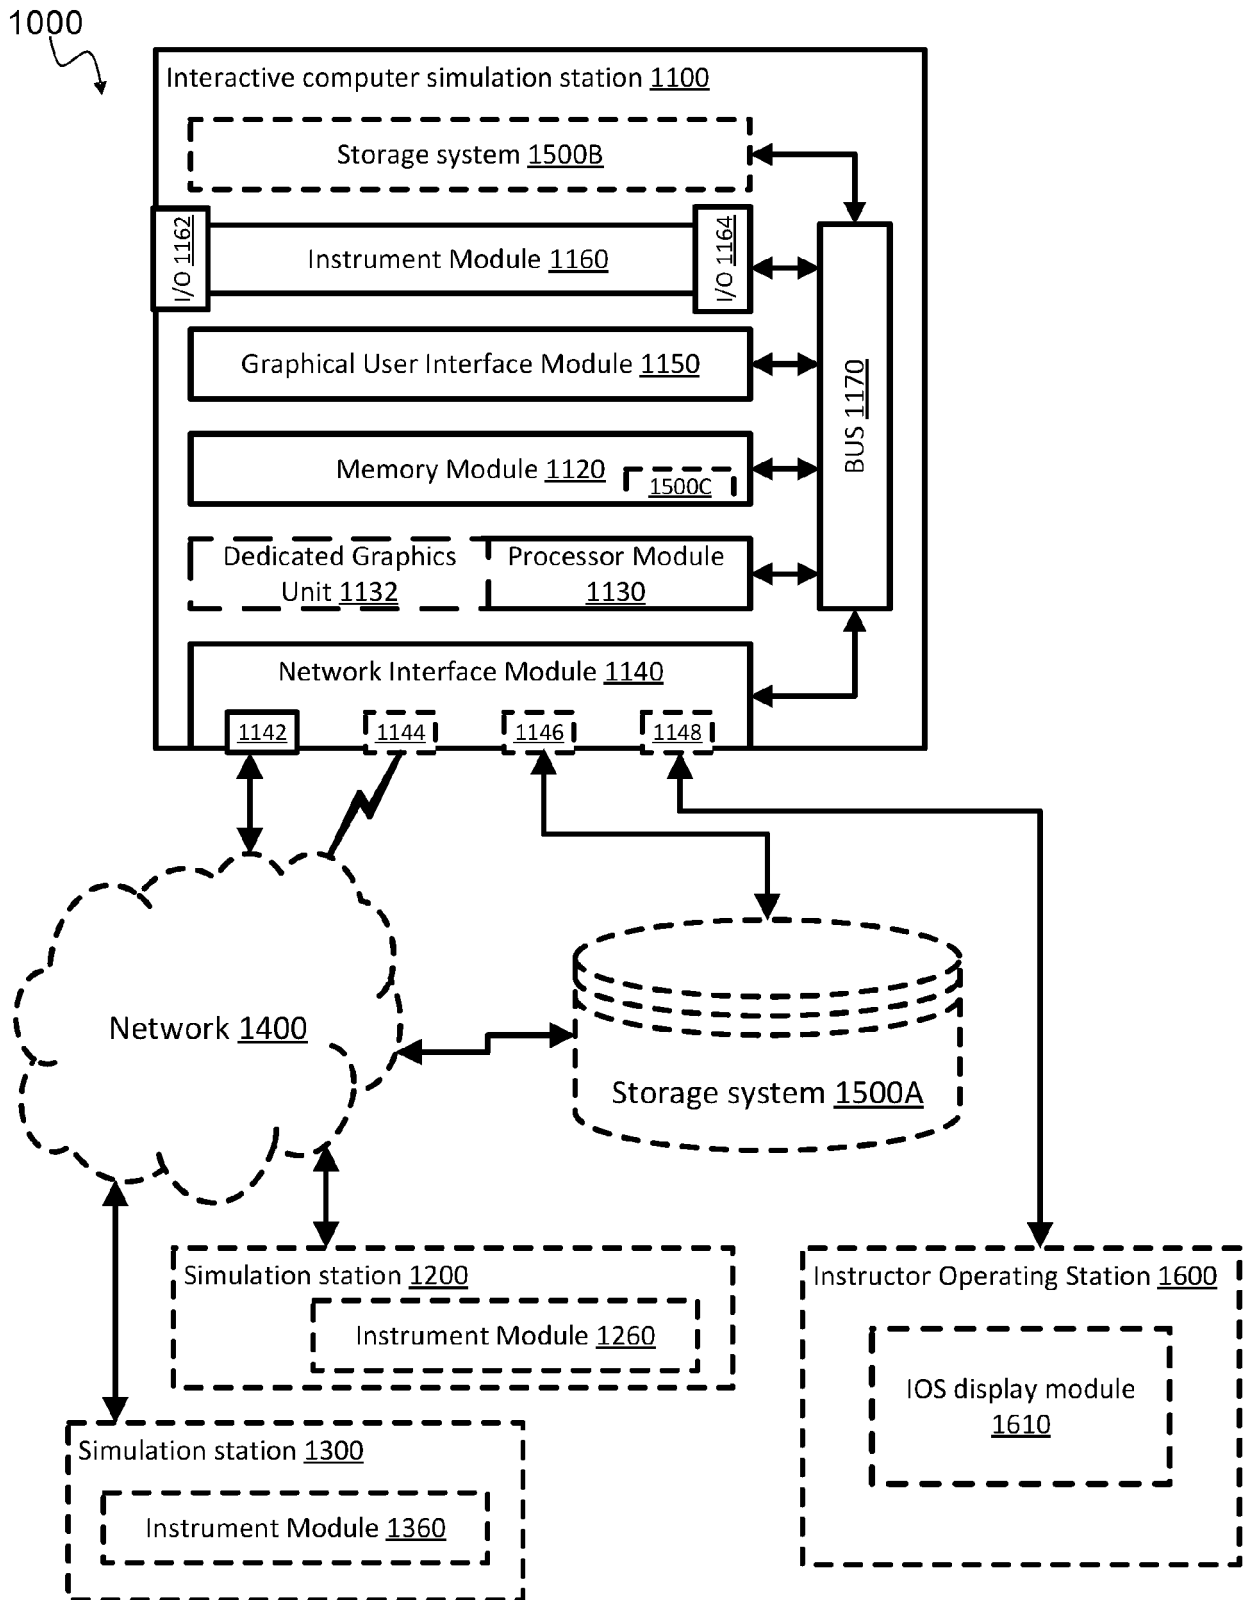 1000
Interactive computer simulation station 1100
Storage system 1500B
I/O 1162
Instrument Module 1160
I/O 1164
Graphical User Interface Module 1150
BUS 1170
Memory Module 1120
1500C
Dedicated Graphics
Unit 1132
Processor Module
1130
Network Interface Module 1140
1142
1144
1146
1148
Network 1400
Storage system 1500A
Simulation station 1200
Instrument Module 1260
Instructor Operating Station 1600
IOS display module
1610
Simulation station 1300
Instrument Module 1360